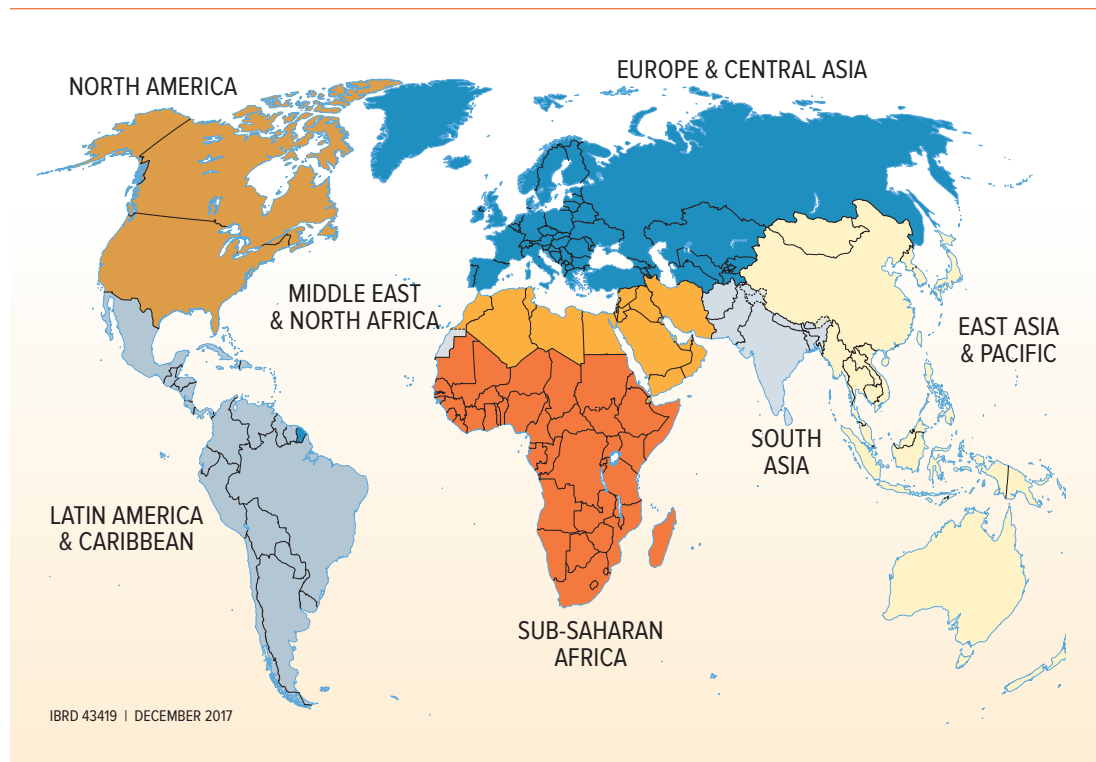 NORTH AMERICA
EUROPE & CENTRAL ASIA
MIDDLE EAST
& NORTH AFRICA
EAST ASIA
& PACIFIC
SOUTH
ASIA
LATIN AMERICA
& CARIBBEAN
SUB-SAHARAN
AFRICA
IBRD 43419 | DECEMBER 2017